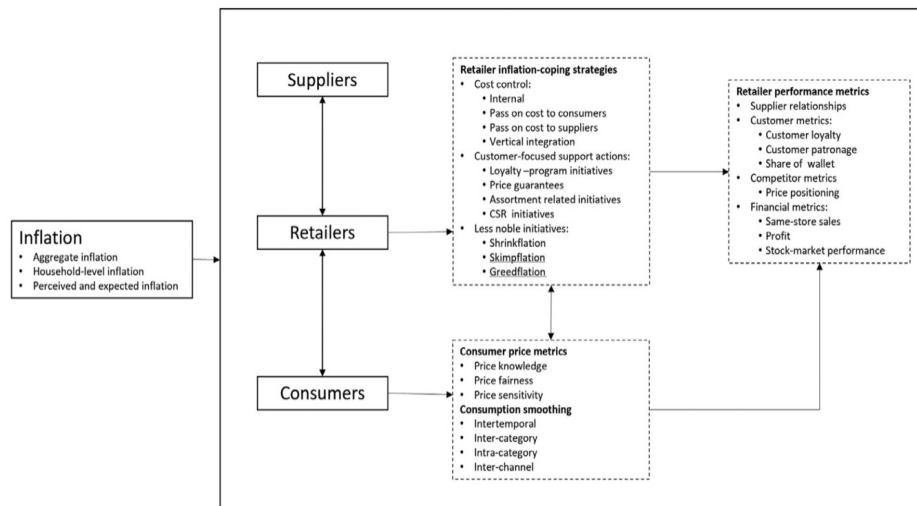 Inflation
• Aggregate inflation
• Household-level inflation
• Perceived and expected inflation
Suppliers
Retailers
Consumers
Retailer inflation-coping strategies
• Cost control:
• Internal
• Pass on cost to consumers
• Pass on cost to suppliers
• Vertical integration
• Customer-focused support actions:
• Loyalty –program initiatives
• Price guarantees
• Assortment related initiatives
• CSR initiatives
• Less noble initiatives:
• Shrinkflation
• Skimpflation
• Greedflation
Consumer price metrics
• Price knowledge
• Price fairness
• Price sensitivity
Consumption smoothing
• Intertemporal
• Inter-category
• Intra-category
• Inter-channel
Retailer performance metrics
• Supplier relationships
• Customer metrics:
• Customer loyalty
• Customer patronage
• Share of wallet
• Competitor metrics
• Price positioning
• Financial metrics:
• Same-store sales
• Profit
• Stock-market performance